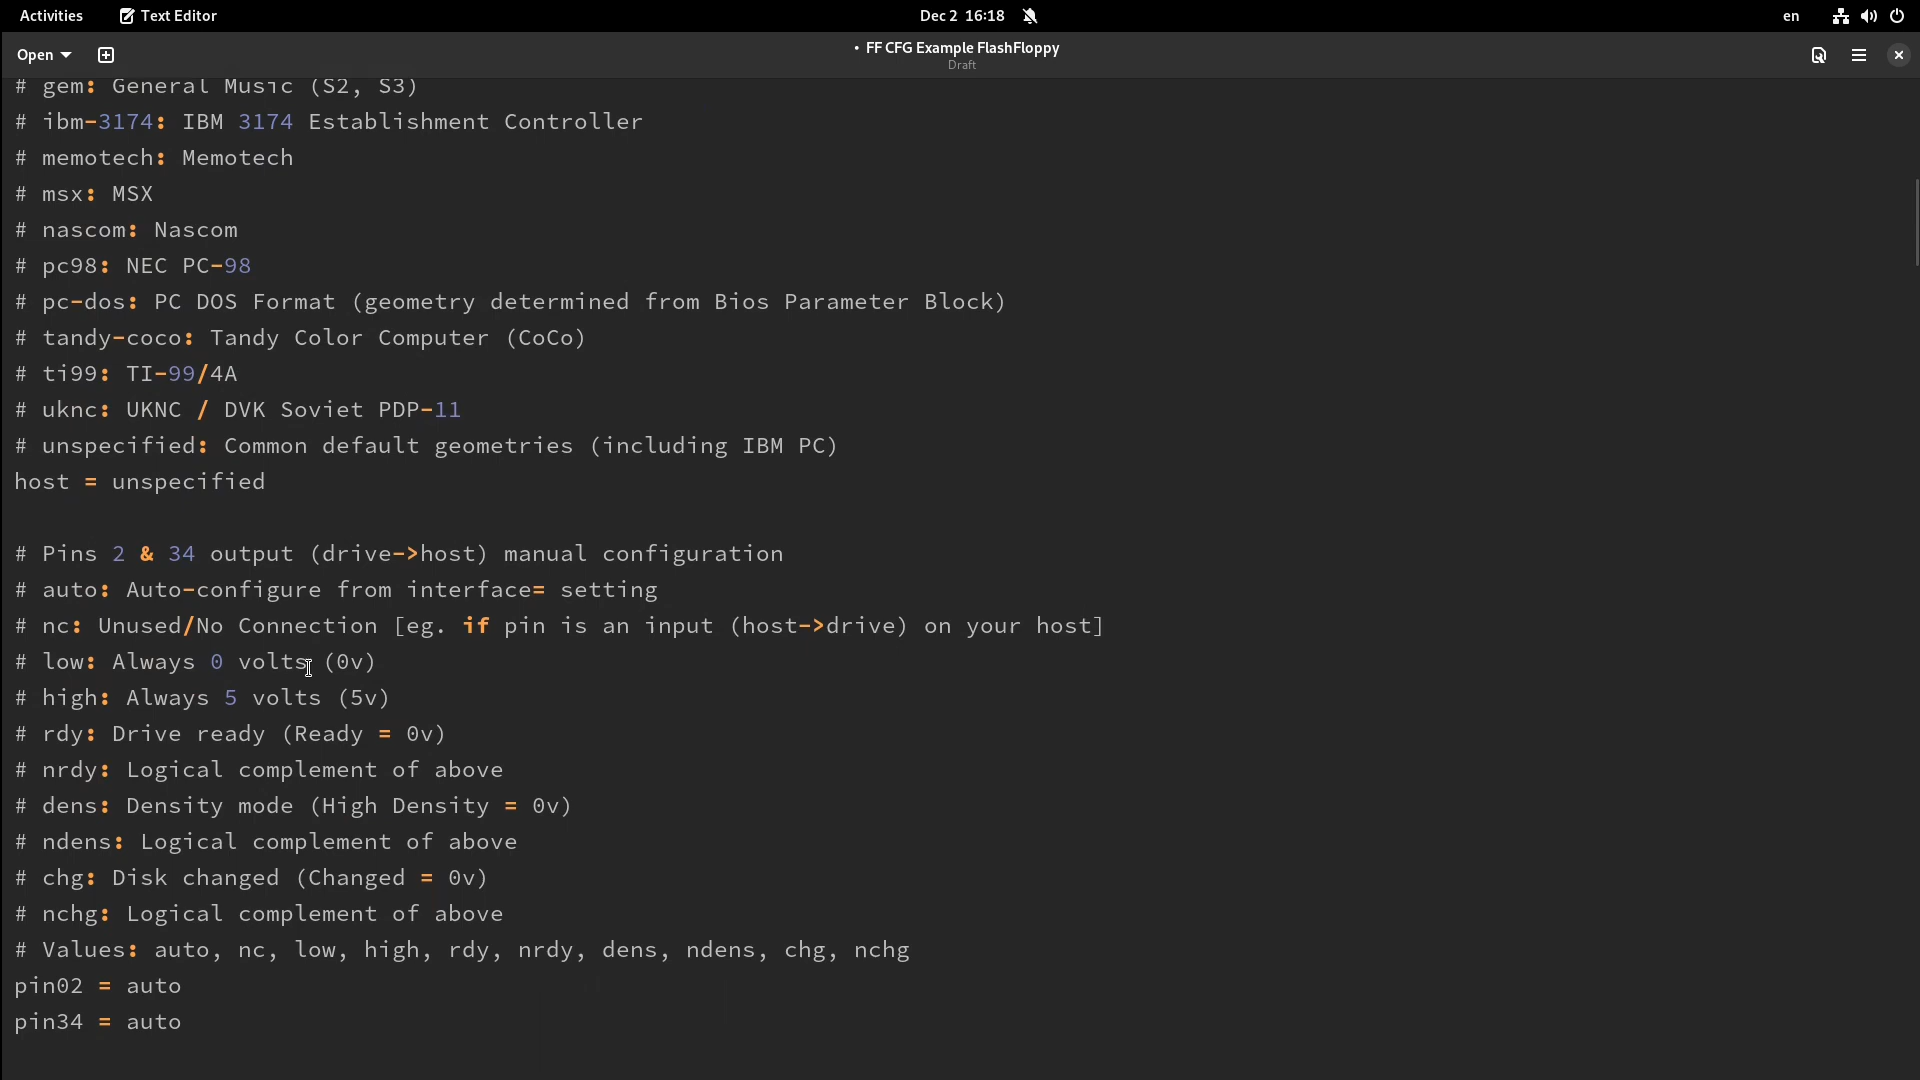 Activities Text Editor Dec 2 16:18 en
Open • FF CFG Example FlashFloppy
Draft
# gem: General Music (S2, S3)
# ibm-3174: IBM 3174 Establishment Controller
# memotech: Memotech
# msx: MSX
# nascom: Nascom
# pc98: NEC PC-98
# pc-dos: PC DOS Format (geometry determined from Bios Parameter Block)
# tandy-coco: Tandy Color Computer (CoCo)
# ti99: TI-99/4A
# uknc: UKNC / DVK Soviet PDP-11
# unspecified: Common default geometries (including IBM PC)
host = unspecified
# Pins 2 & 34 output (drive->host) manual configuration
# auto: Auto-configure from interface= setting
# nc: Unused/No Connection [eg. if pin is an input (host->drive) on your host]
# low: Always 0 volts (0v)
# high: Always 5 volts (5v)
# rdy: Drive ready (Ready = 0v)
# nrdy: Logical complement of above
# dens: Density mode (High Density = 0v)
# ndens: Logical complement of above
# chg: Disk changed (Changed = 0v)
# nchg: Logical complement of above
# Values: auto, nc, low, high, rdy, nrdy, dens, ndens, chg, nchg
pin02 = auto
pin34 = auto